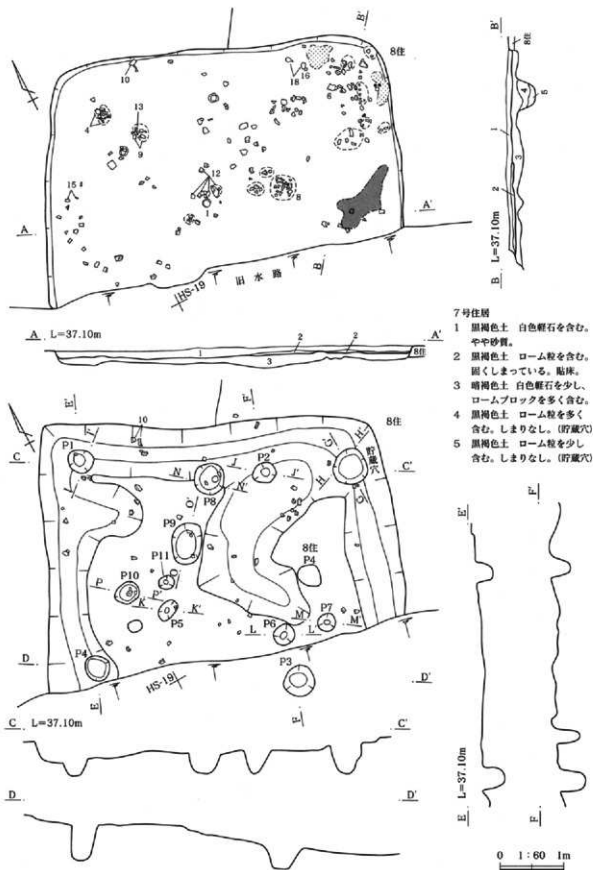 B'
8住
B'
8住
10
18 16
6
4
5
13
4
9
1
3
15
12
2
8
1
A
A'
旧水路
HS-19
B
B L=37.10m
A L=37.10m
A'
1
2
2
3
8住
7号住居
1 黒褐色土 白色軽石を含む。
やや砂質。
2 黒褐色土 ローム粒を含む。
固くしまっている。貼床。
3 暗褐色土 白色軽石を少し、
ロームブロックを多く含む。
4 黒褐色土 ローム粒を多く
含む。しまりなし。(貯蔵穴)
5 黒褐色土 ローム粒を少し
含む。しまりなし。(貯蔵穴)
E'
F'
10
8住
C
P1
I'
I
N
J
P2
J'
G'
H'
貯蔵穴
C'
N'
P8
H
G
O'
P9
8住
P4
P11
O
P
P10
P'
K
K'
P5
M
P7
P6
L
L'
M'
D
P4
P3
D'
HS-19
E
F
C L=37.10m
C'
D
D'
E'
F'
E L=37.10m
F
0 1:60 1m